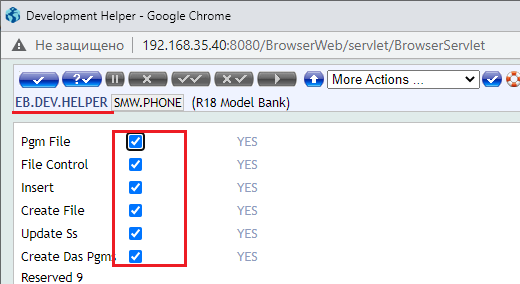 Development Helper - Google Chrome
Не защищено 192.168.35.40:8080/BrowserWeb/servlet/BrowserServlet
More Actions ...
EB.DEV.HELPER SMW.PHONE (R18 Model Bank)
Pgm File YES
File Control YES
Insert YES
Create File YES
Update Ss YES
Create Das Pgms YES
Reserved 9